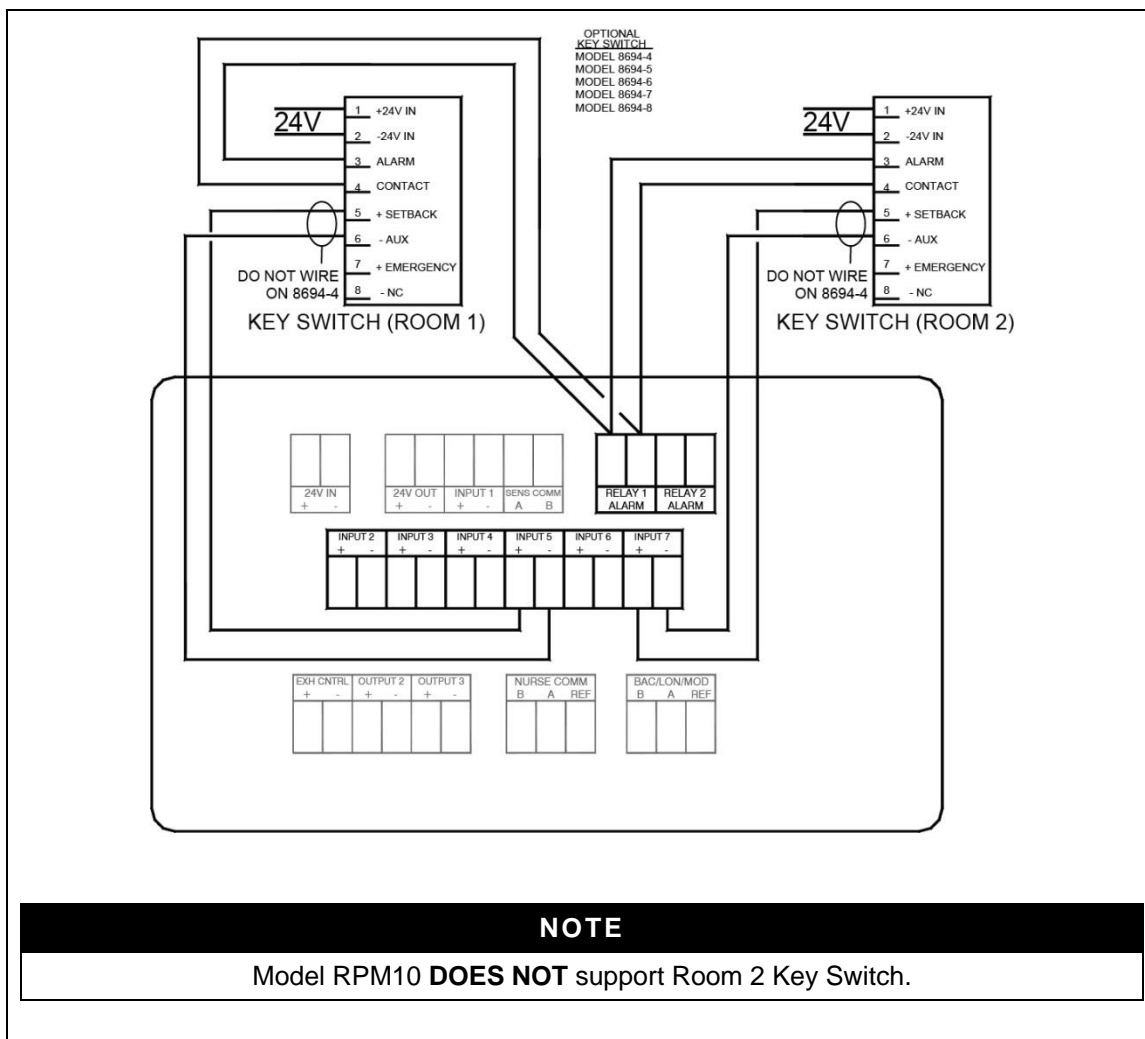 OPTIONAL
KEY SWITCH
MODEL 8694-4
MODEL 8694-5
MODEL 8694-6
MODEL 8694-7
MODEL 8694-8
24V
1 +24V IN
2 -24V IN
3 ALARM
4 CONTACT
5 + SETBACK
6 - AUX
7 + EMERGENCY
8 - NC
DO NOT WIRE
ON 8694-4
KEY SWITCH (ROOM 1)
24V
1 +24V IN
2 -24V IN
3 ALARM
4 CONTACT
5 + SETBACK
6 - AUX
7 + EMERGENCY
8 - NC
DO NOT WIRE
ON 8694-4
KEY SWITCH (ROOM 2)
24V IN
+ -
24V OUT INPUT 1 SENS COMM
+ - + - A B
RELAY 1 RELAY 2
ALARM ALARM
INPUT 2 INPUT 3 INPUT 4 INPUT 5 INPUT 6 INPUT 7
+ - + - + - + - + - + -
EXH CNTRL OUTPUT 2 OUTPUT 3
+ - + - + -
NURSE COMM
B A REF
BAC/LON/MOD
B A REF
NOTE
Model RPM10 DOES NOT support Room 2 Key Switch.